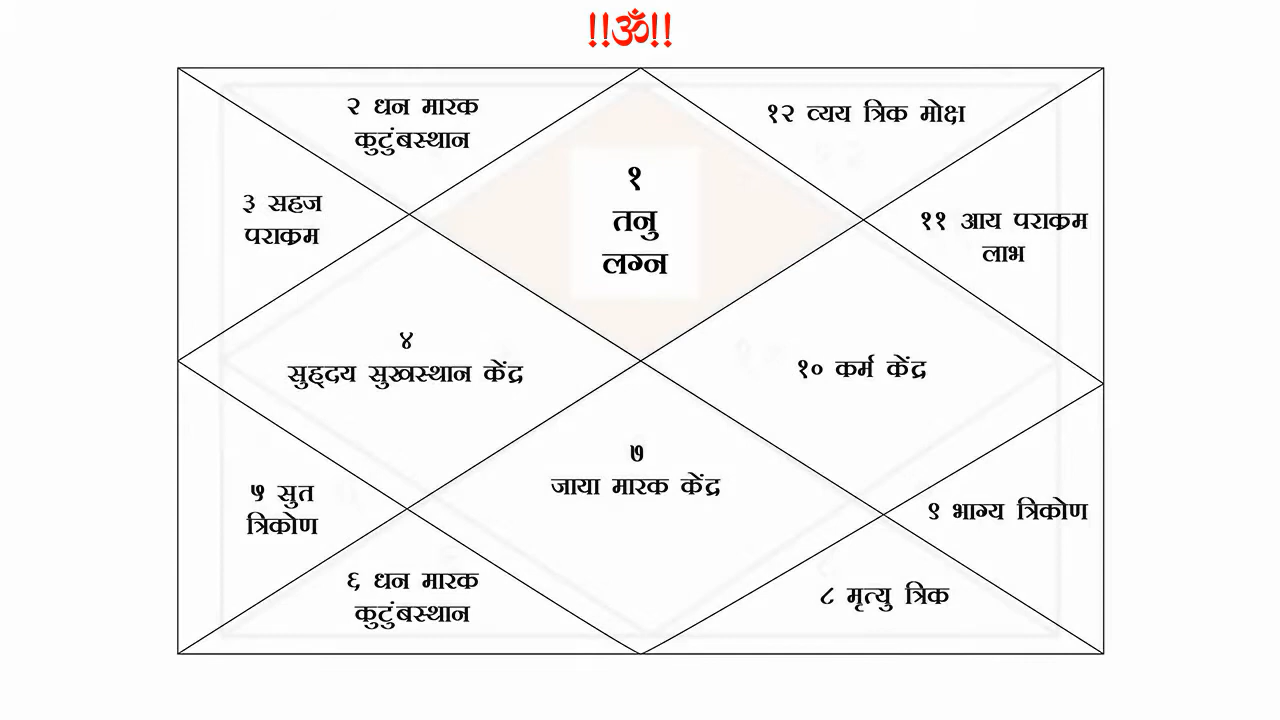 !!ॐ!!
२ धन मारक
कुटुंबस्थान
१२ व्यय त्रिक मोक्ष
१
तनु
लग्न
३ सहज
पराक्रम
११ आय पराक्रम
लाभ
४
सुह्दय सुखस्थान केंद्र
१० कर्म केंद्र
७
जाया मारक केंद्र
५ सुत
त्रिकोण
९ भाग्य त्रिकोण
६ धन मारक
कुटुंबस्थान
८ मृत्यु त्रिक